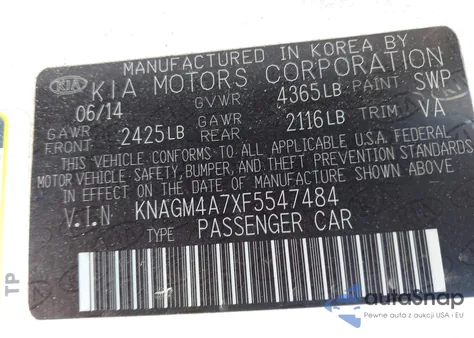 MANUFACTURED IN KOREA BY
KIA KIA MOTORS CORPORATION
06/14 GVWR 4365LB PAINT SWP
GAWR FRONT 2425LB GAWR REAR 2116LB TRIM VA
THIS VEHICLE CONFORMS TO ALL APPLICABLE U.S.A. FEDERAL
MOTOR VEHICLE SAFETY, BUMPER, AND THEFT PREVENTION STANDARDS
IN EFFECT ON THE DATE OF MANUFACTURE SHOWN ABOVE
V.I.N KNAGM4A7XF5547484
TYPE PASSENGER CAR
TP
autoSnap
Pewne auta z aukcji USA i EU